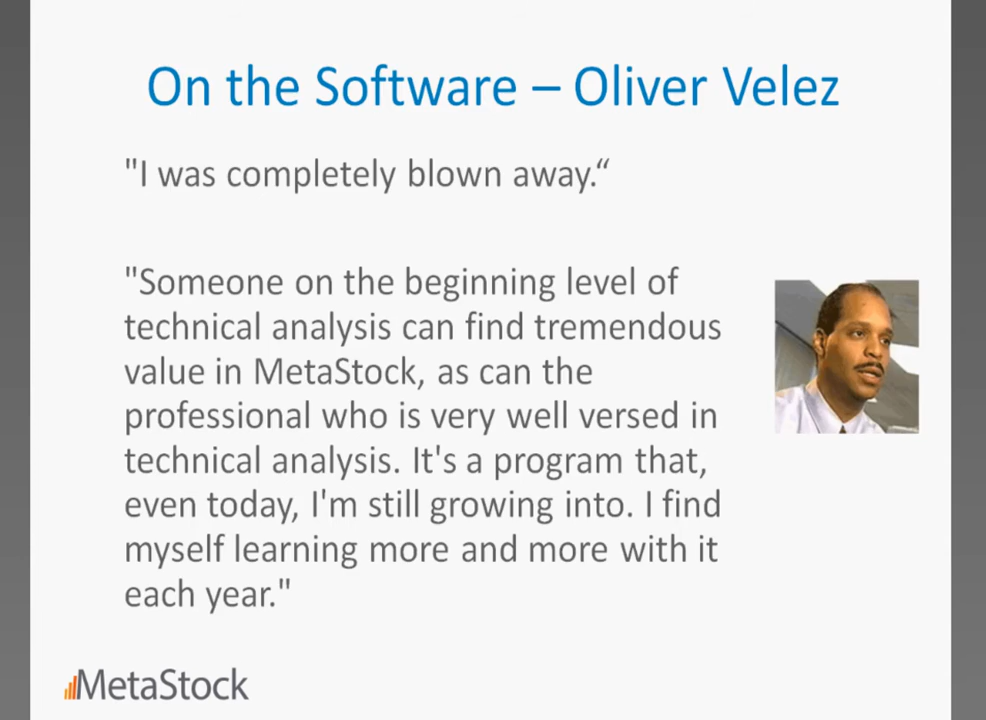 On the Software – Oliver Velez
"I was completely blown away.“
"Someone on the beginning level of
technical analysis can find tremendous
value in MetaStock, as can the
professional who is very well versed in
technical analysis. It's a program that,
even today, I'm still growing into. I find
myself learning more and more with it
each year."
MetaStock